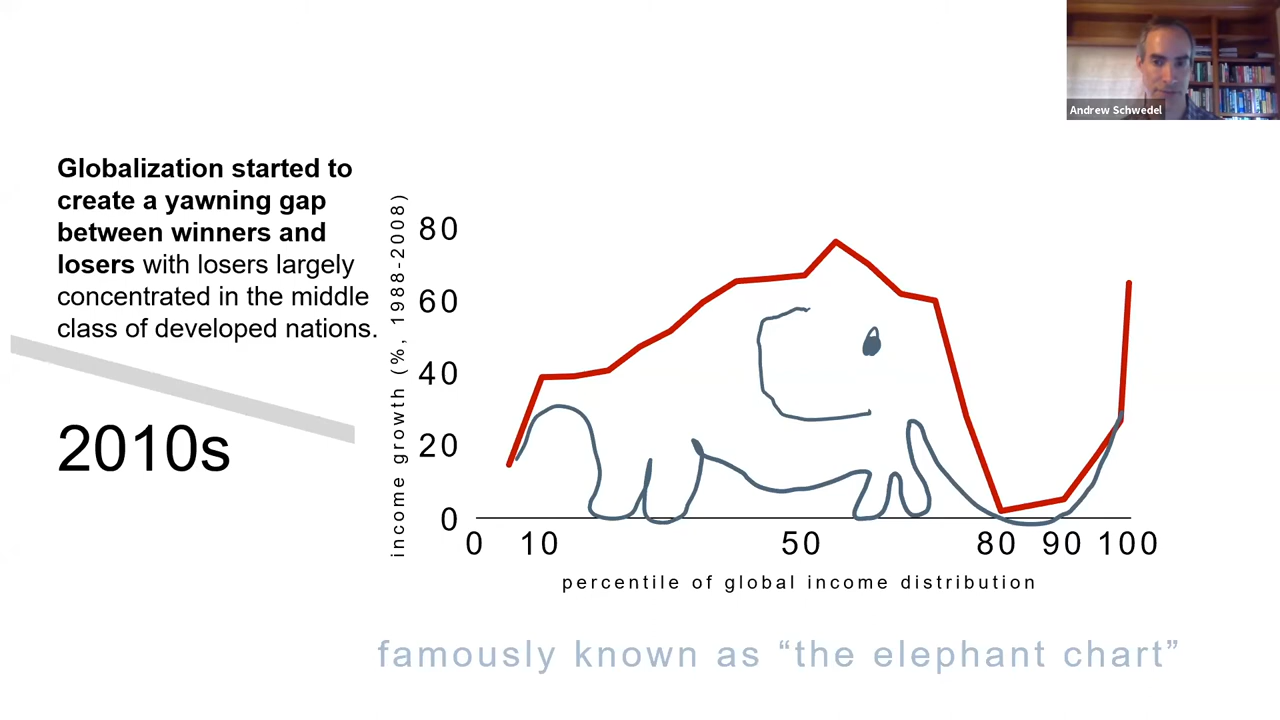 Andrew Schwedel
Globalization started to
create a yawning gap
between winners and
losers with losers largely
concentrated in the middle
class of developed nations.
2010s
income growth (%, 1988-2008)
80
60
40
20
0
0 10 50 80 90 100
percentile of global income distribution
famously known as “the elephant chart”